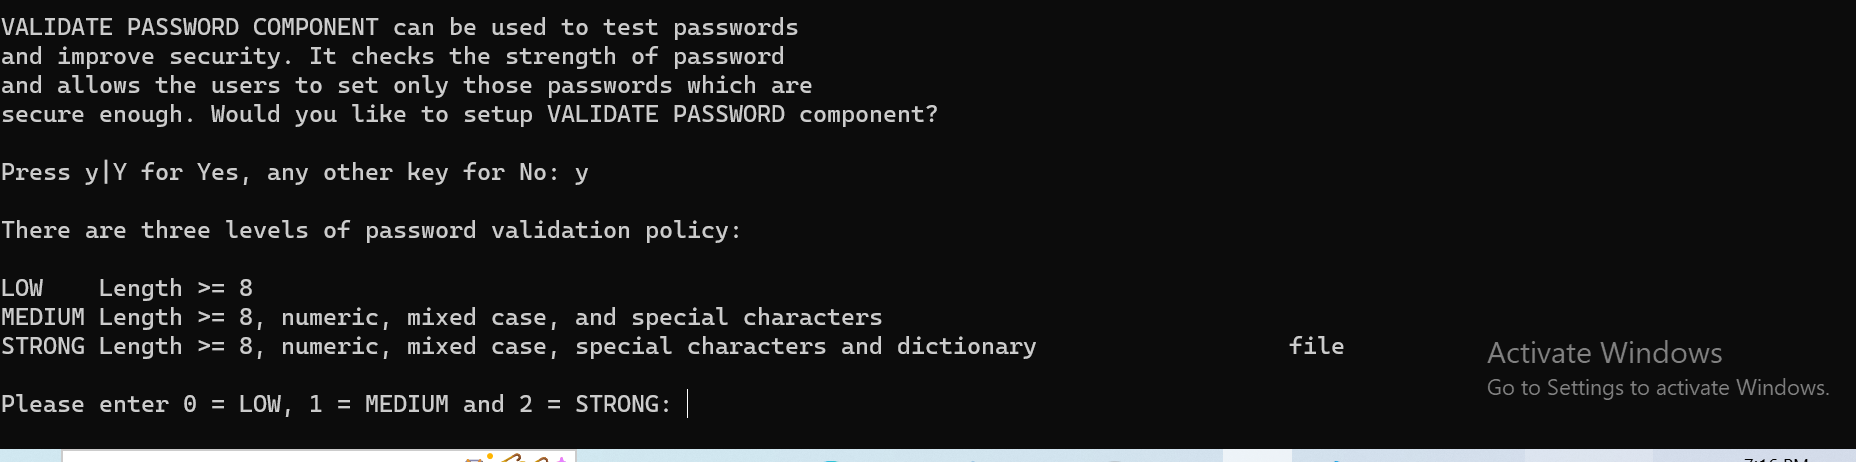 VALIDATE PASSWORD COMPONENT can be used to test passwords
and improve security. It checks the strength of password
and allows the users to set only those passwords which are
secure enough. Would you like to setup VALIDATE PASSWORD component?
Press y|Y for Yes, any other key for No: y
There are three levels of password validation policy:
LOW    Length >= 8
MEDIUM Length >= 8, numeric, mixed case, and special characters
STRONG Length >= 8, numeric, mixed case, special characters and dictionary                  file
Activate Windows
Go to Settings to activate Windows.
Please enter 0 = LOW, 1 = MEDIUM and 2 = STRONG: